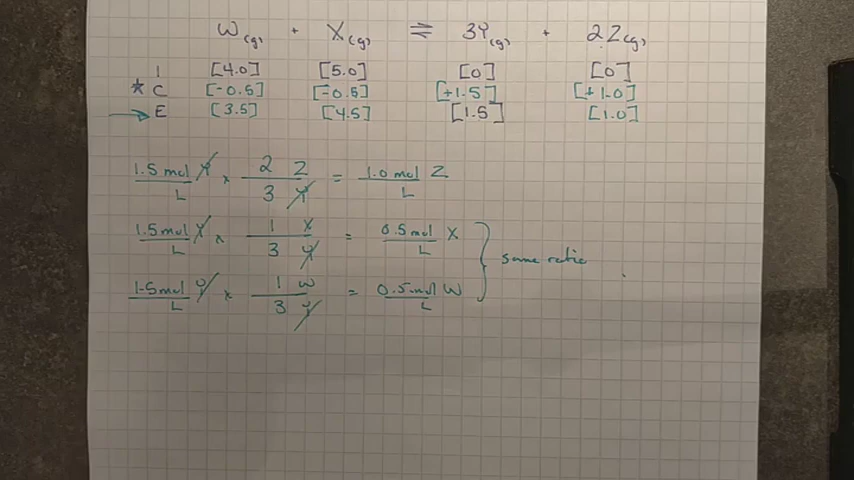 W(g) + X(g) ⇌ 3Y(g) + 2Z(g)
I [4.0] [5.0] [0] [0]
★ C [-0.5] [-0.5] [+1.5] [+1.0]
→ E [3.5] [4.5] [1.5] [1.0]
1.5 mol Y / L × 2 Z / 3 Y = 1.0 mol Z / L
1.5 mol Y / L × 1 X / 3 Y = 0.5 mol X / L
same ratio
1.5 mol Y / L × 1 W / 3 Y = 0.5 mol W / L